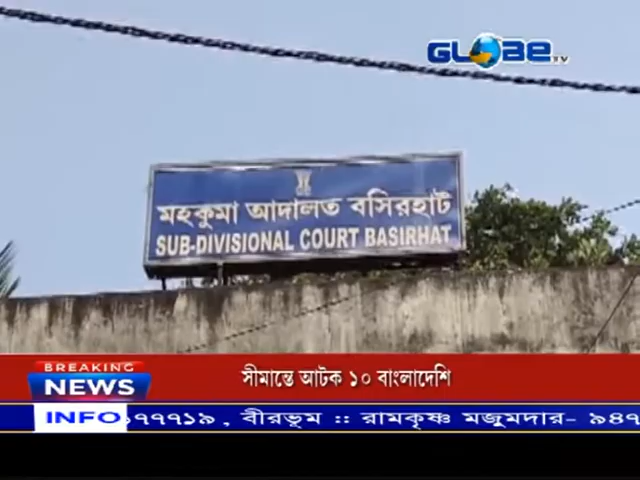 GLOBE TV
মহকুমা আদালত বসিরহাট
SUB-DIVISIONAL COURT BASIRHAT
BREAKING
NEWS
সীমান্তে আটক ১০ বাংলাদেশি
INFO
১৭৭৭১৯, বীরভুম :: রামকৃষ্ণ মজুমদার- ৯৪৭